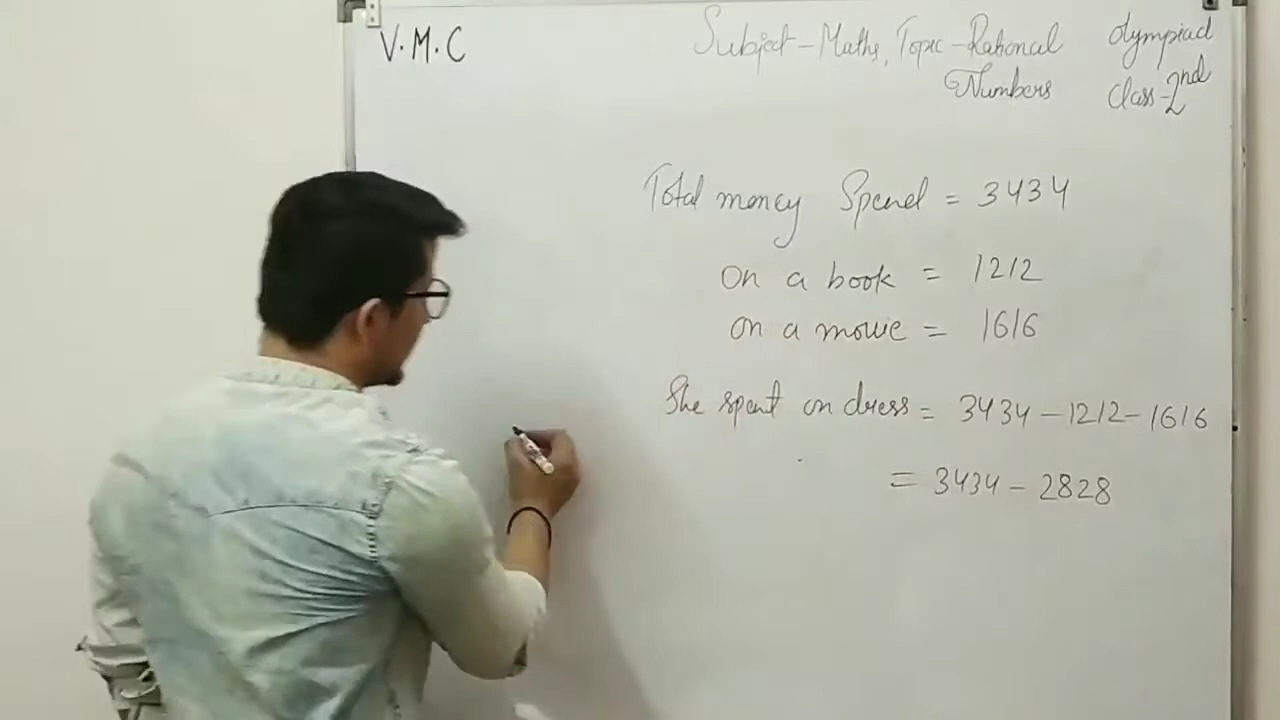 V.M.C
Subject-Maths, Topic-Rational Numbers
Olympiad
Class-2nd
Total money Spend = 3434
On a book = 1212
on a movie = 1616
She spent on dress = 3434 - 1212 - 1616
= 3434 - 2828